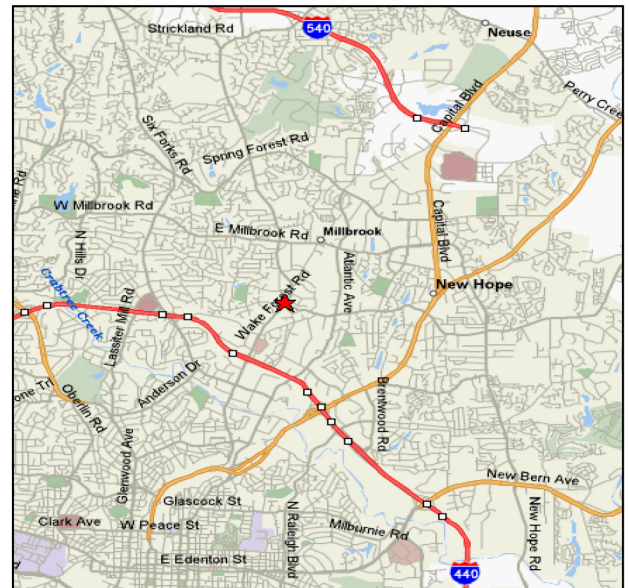 Strickland Rd
540
Neuse
Capital Blvd
Perry Cree
Six Forks Rd
Spring Forest Rd
W Millbrook Rd
E Millbrook Rd
Millbrook
N Hills Dr
Capital Blvd
Crabtree Creek
Lassiter Mill Rd
Wake Forest Rd
Atlantic Ave
New Hope
Anderson Dr
one Trl
Oberlin Rd
Brentwood Rd
Glenwood Ave
New Bern Ave
Glascock St
Clark Ave
W Peace St
N Raleigh Blvd
Milburnie Rd
New Hope Rd
E Edenton St
440